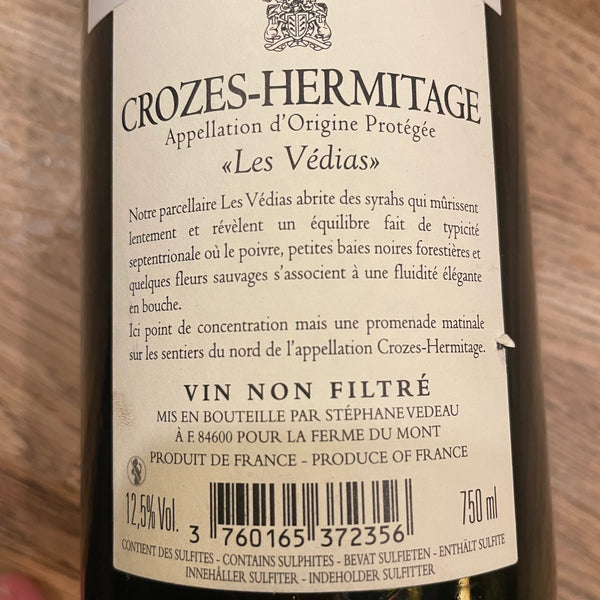 CROZES-HERMITAGE
Appellation d'Origine Protégée
«Les Védias»
Notre parcellaire Les Védias abrite des syrahs qui mûrissent
lentement et révèlent un équilibre fait de typicité
septentrionale où le poivre, petites baies noires forestières et
quelques fleurs sauvages s'associent à une fluidité élégante
en bouche.
Ici point de concentration mais une promenade matinale
sur les sentiers du nord de l'appellation Crozes-Hermitage.
VIN NON FILTRÉ
MIS EN BOUTEILLE PAR STÉPHANE VEDEAU
À F. 84600 POUR LA FERME DU MONT
PRODUIT DE FRANCE - PRODUCE OF FRANCE
12,5% Vol.
3 760165 372356
750 ml
CONTIENT DES SULFITES - CONTAINS SULPHITES - BEVAT SULFIETEN - ENTHÄLT SULFITE
INNEHÅLLER SULFITER - INDEHOLDER SULFITTER